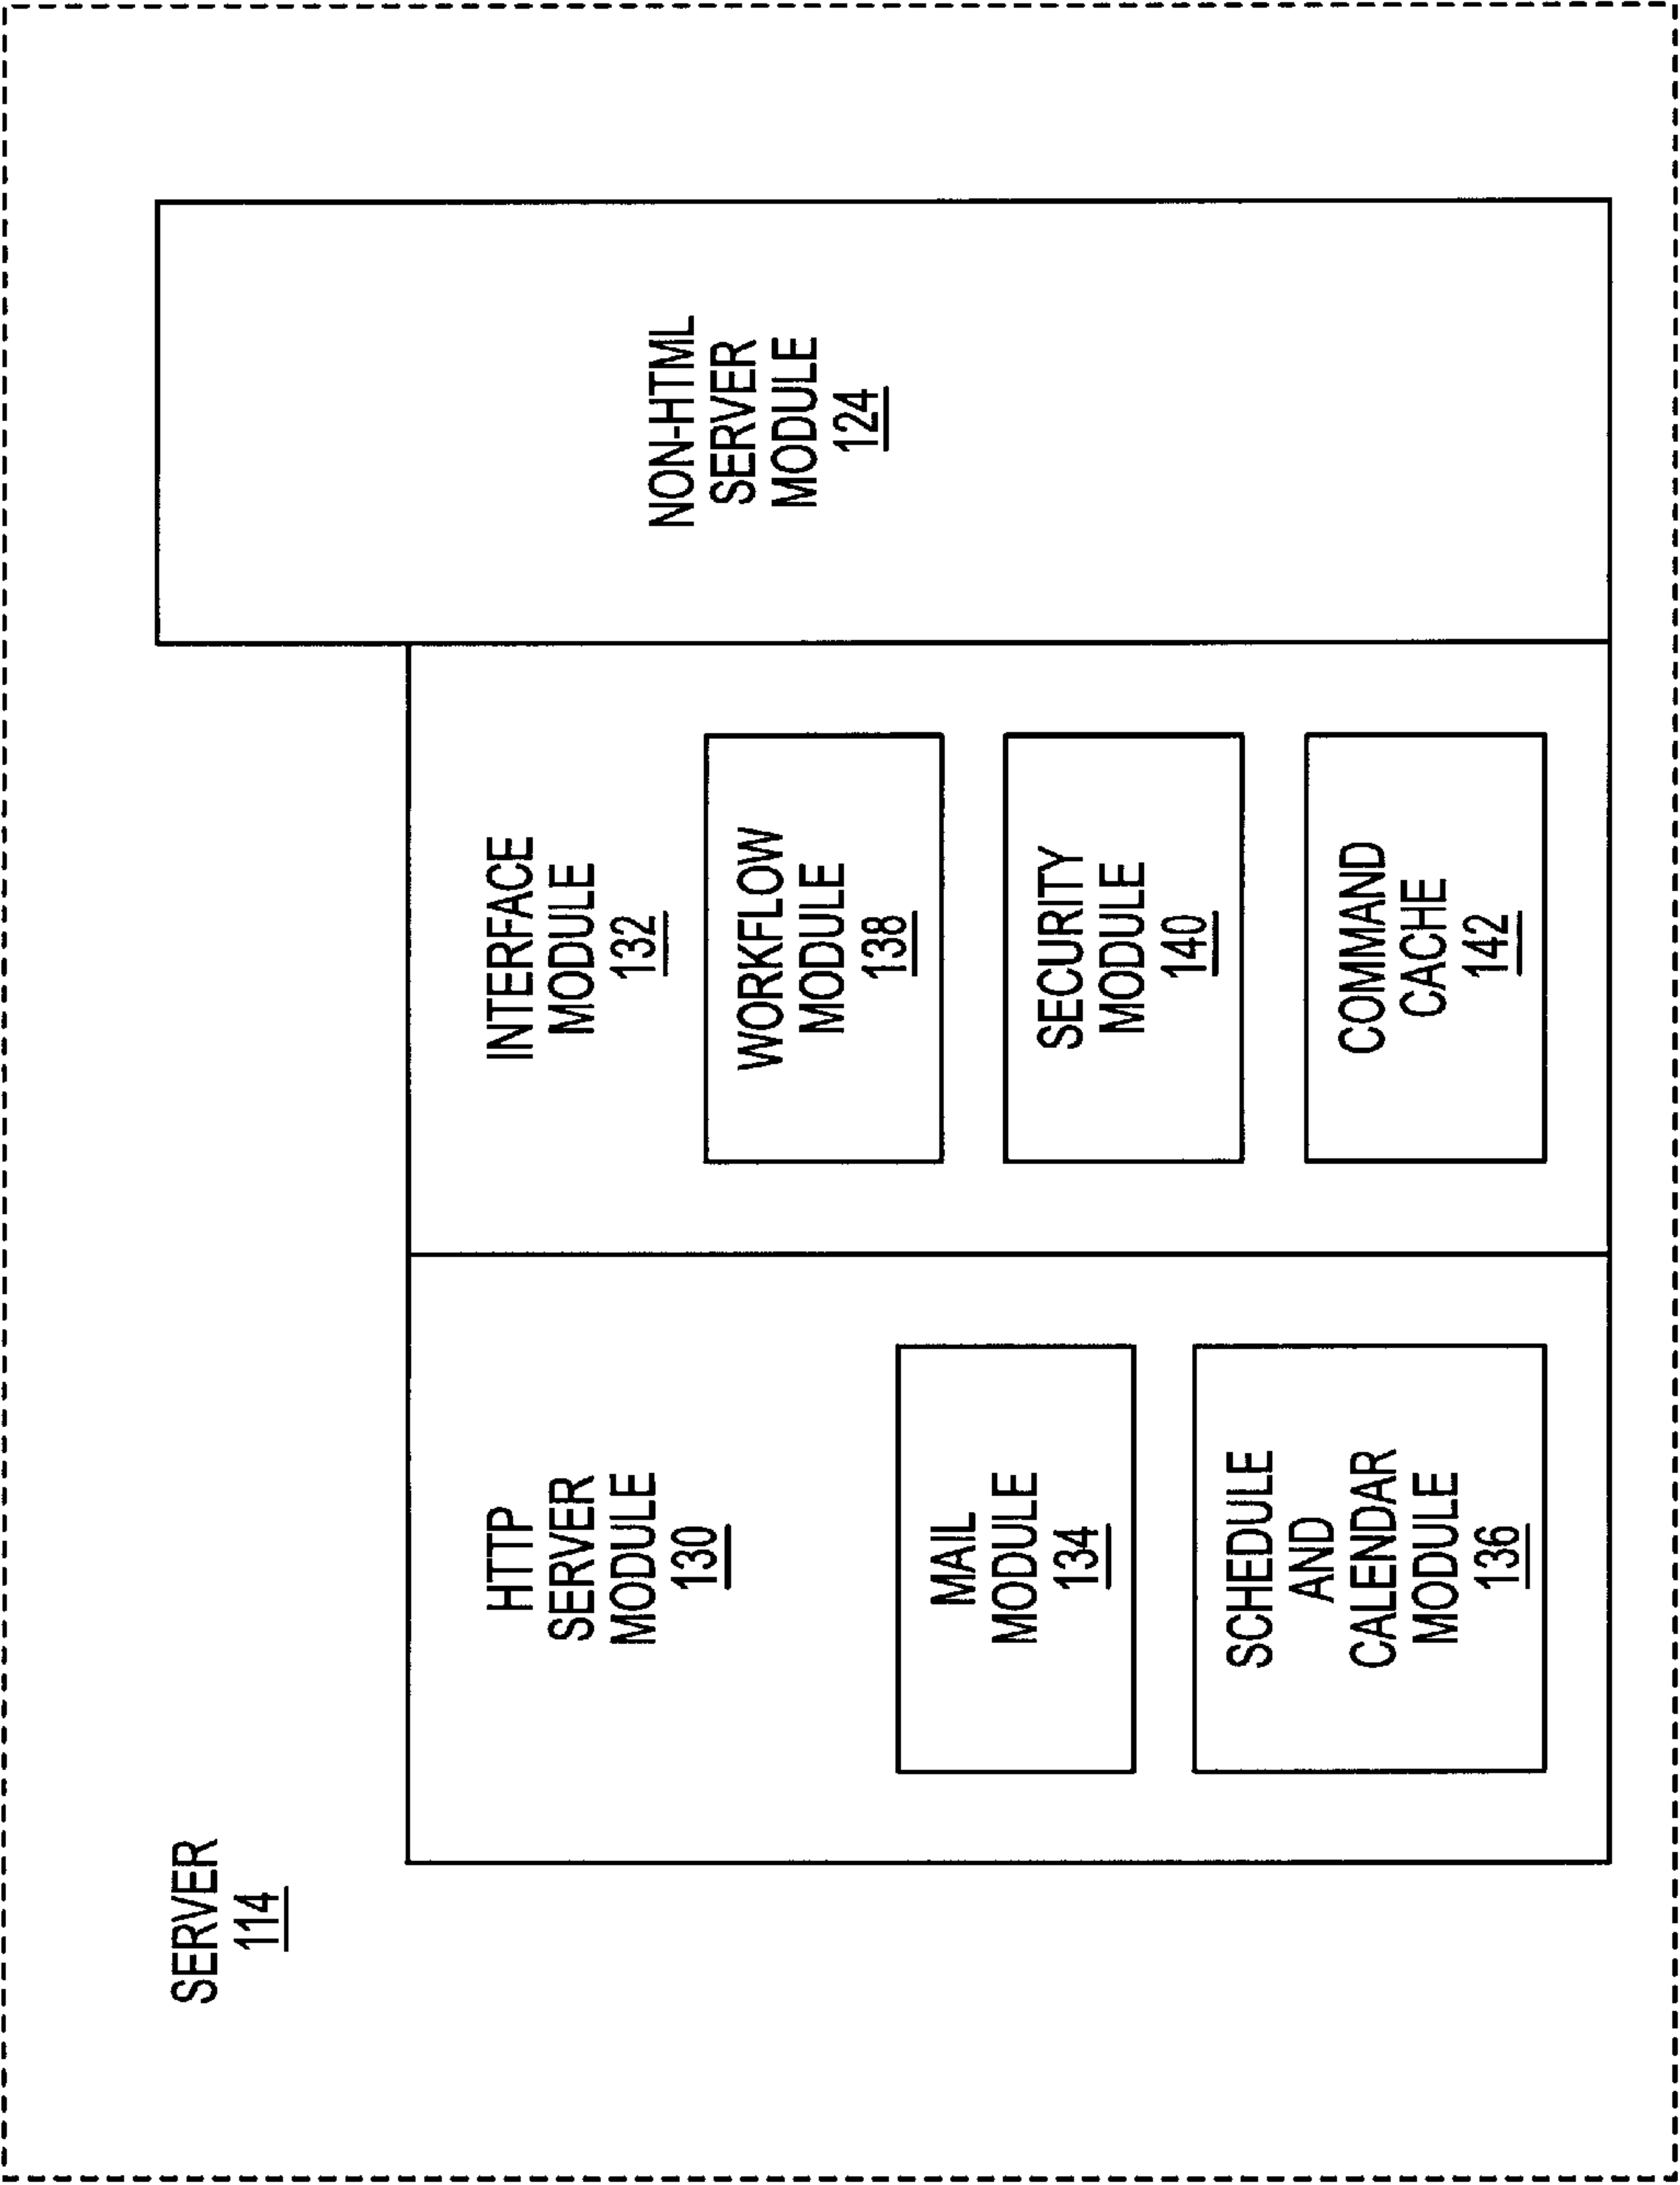 SERVER
114
HTTP
SERVER
MODULE
130
MAIL
MODULE
134
SCHEDULE
AND
CALENDAR
MODULE
136
INTERFACE
MODULE
132
WORKFLOW
MODULE
138
SECURITY
MODULE
140
COMMAND
CACHE
142
NON-HTML
SERVER
MODULE
124